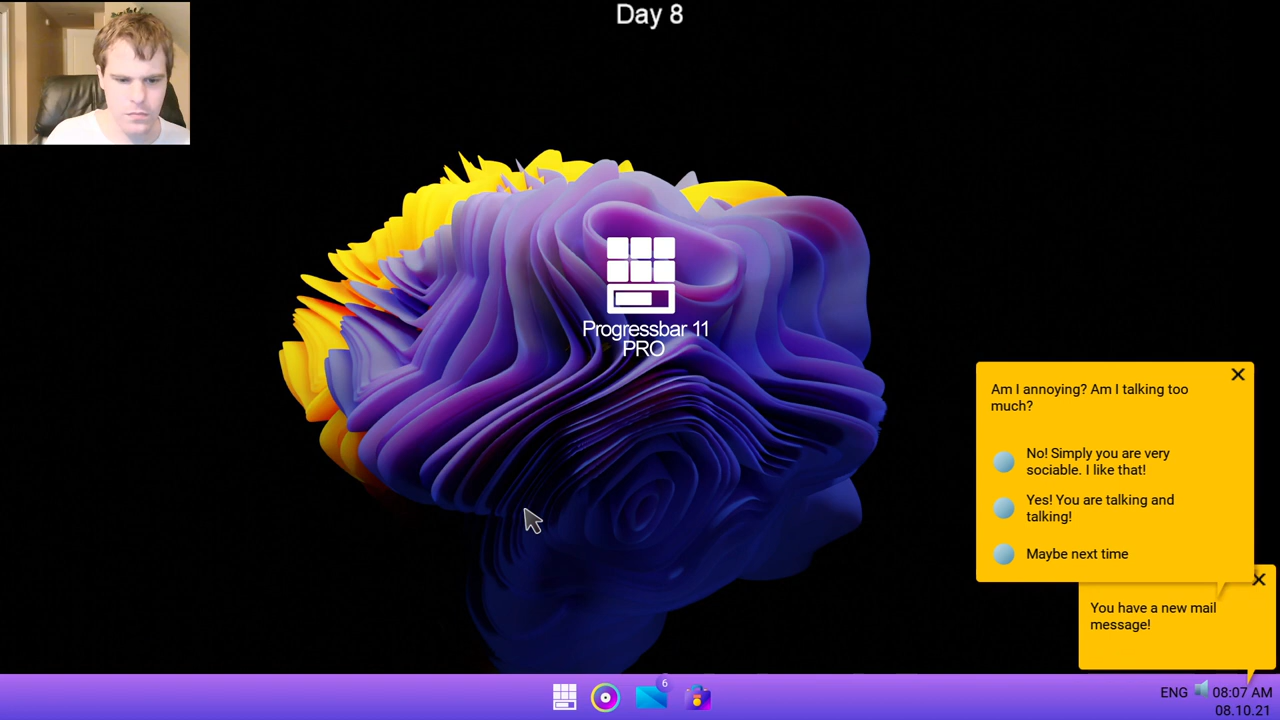 Day 8
Progressbar 11
PRO
Am I annoying? Am I talking too
much?
No! Simply you are very
sociable. I like that!
Yes! You are talking and
talking!
Maybe next time
You have a new mail
message!
6
ENG 08:07 AM
08.10.21